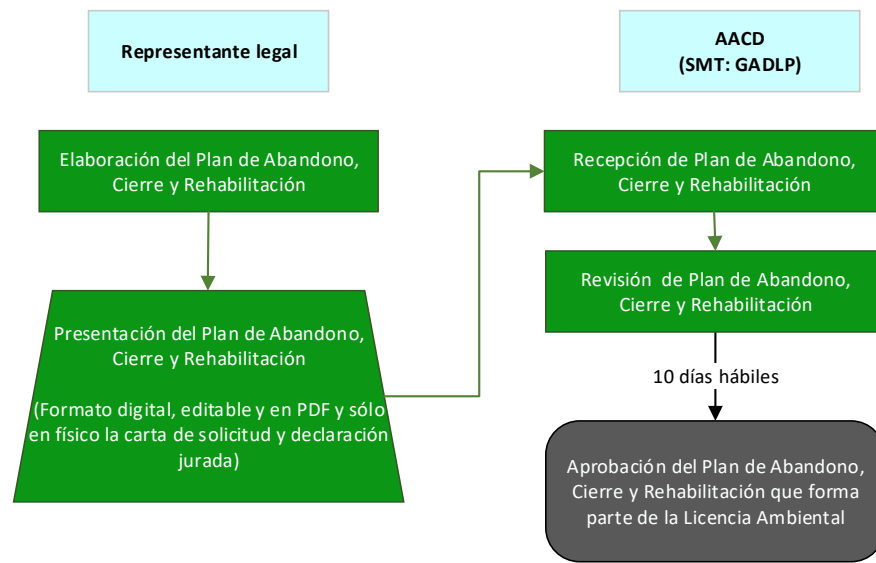 Representante legal
AACD
(SMT: GADLP)
Elaboración del Plan de Abandono,
Cierre y Rehabilitación
Presentación del Plan de Abandono,
Cierre y Rehabilitación
(Formato digital, editable y en PDF y sólo
en físico la carta de solicitud y declaración
jurada)
Recepción de Plan de Abandono,
Cierre y Rehabilitación
Revisión de Plan de Abandono,
Cierre y Rehabilitación
10 días hábiles
Aprobación del Plan de Abandono,
Cierre y Rehabilitación que forma
parte de la Licencia Ambiental